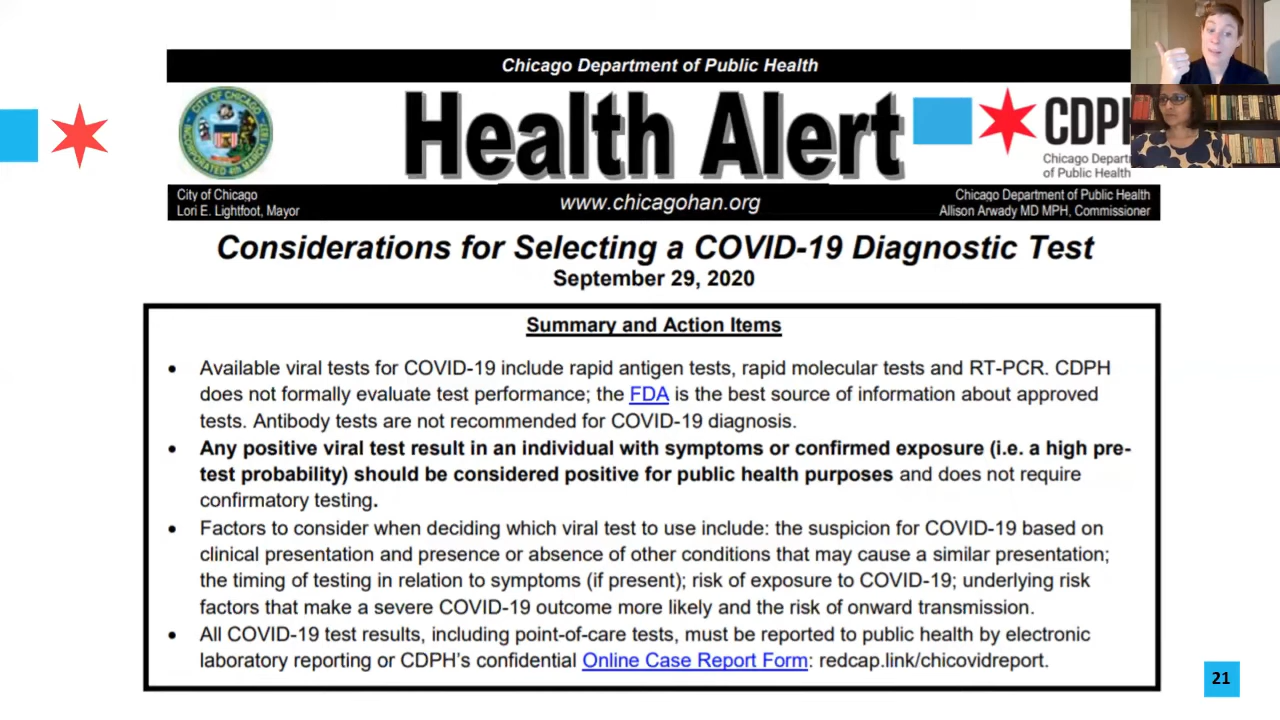 Chicago Department of Public Health
Health Alert
CDPH
Chicago Depart
of Public Health
CITY OF CHICAGO
INCORPORATED 4th MARCH 1837
City of Chicago
Lori E. Lightfoot, Mayor
www.chicagohan.org
Chicago Department of Public Health
Allison Arwady MD MPH, Commissioner
Considerations for Selecting a COVID-19 Diagnostic Test
September 29, 2020
Summary and Action Items
• Available viral tests for COVID-19 include rapid antigen tests, rapid molecular tests and RT-PCR. CDPH
does not formally evaluate test performance; the FDA is the best source of information about approved
tests. Antibody tests are not recommended for COVID-19 diagnosis.
• Any positive viral test result in an individual with symptoms or confirmed exposure (i.e. a high pre-
test probability) should be considered positive for public health purposes and does not require
confirmatory testing.
• Factors to consider when deciding which viral test to use include: the suspicion for COVID-19 based on
clinical presentation and presence or absence of other conditions that may cause a similar presentation;
the timing of testing in relation to symptoms (if present); risk of exposure to COVID-19; underlying risk
factors that make a severe COVID-19 outcome more likely and the risk of onward transmission.
• All COVID-19 test results, including point-of-care tests, must be reported to public health by electronic
laboratory reporting or CDPH's confidential Online Case Report Form: redcap.link/chicovidreport.
21